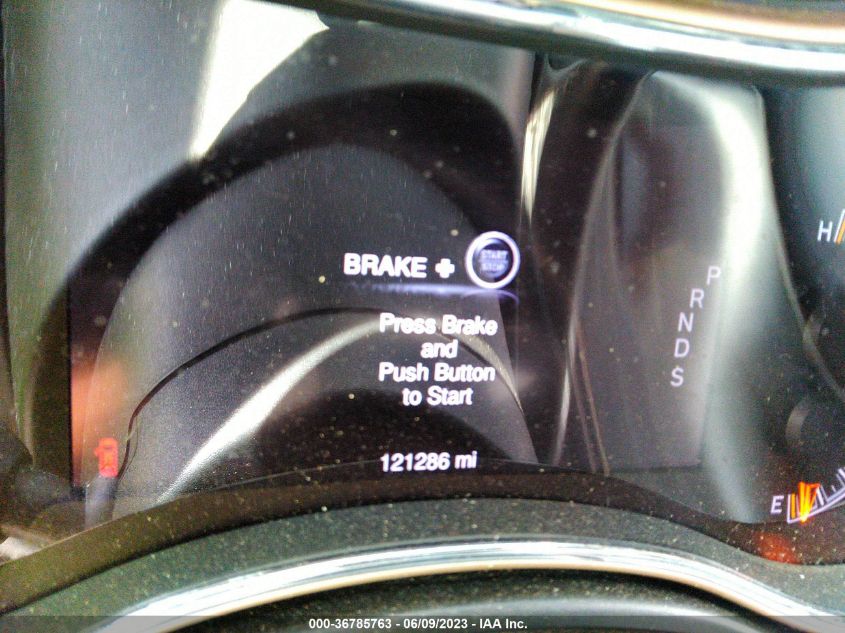 H
BRAKE + START STOP
P
R
N
D
S
Press Brake
and
Push Button
to Start
121286 mi
E
000-36785763 - 06/09/2023 - IAA Inc.